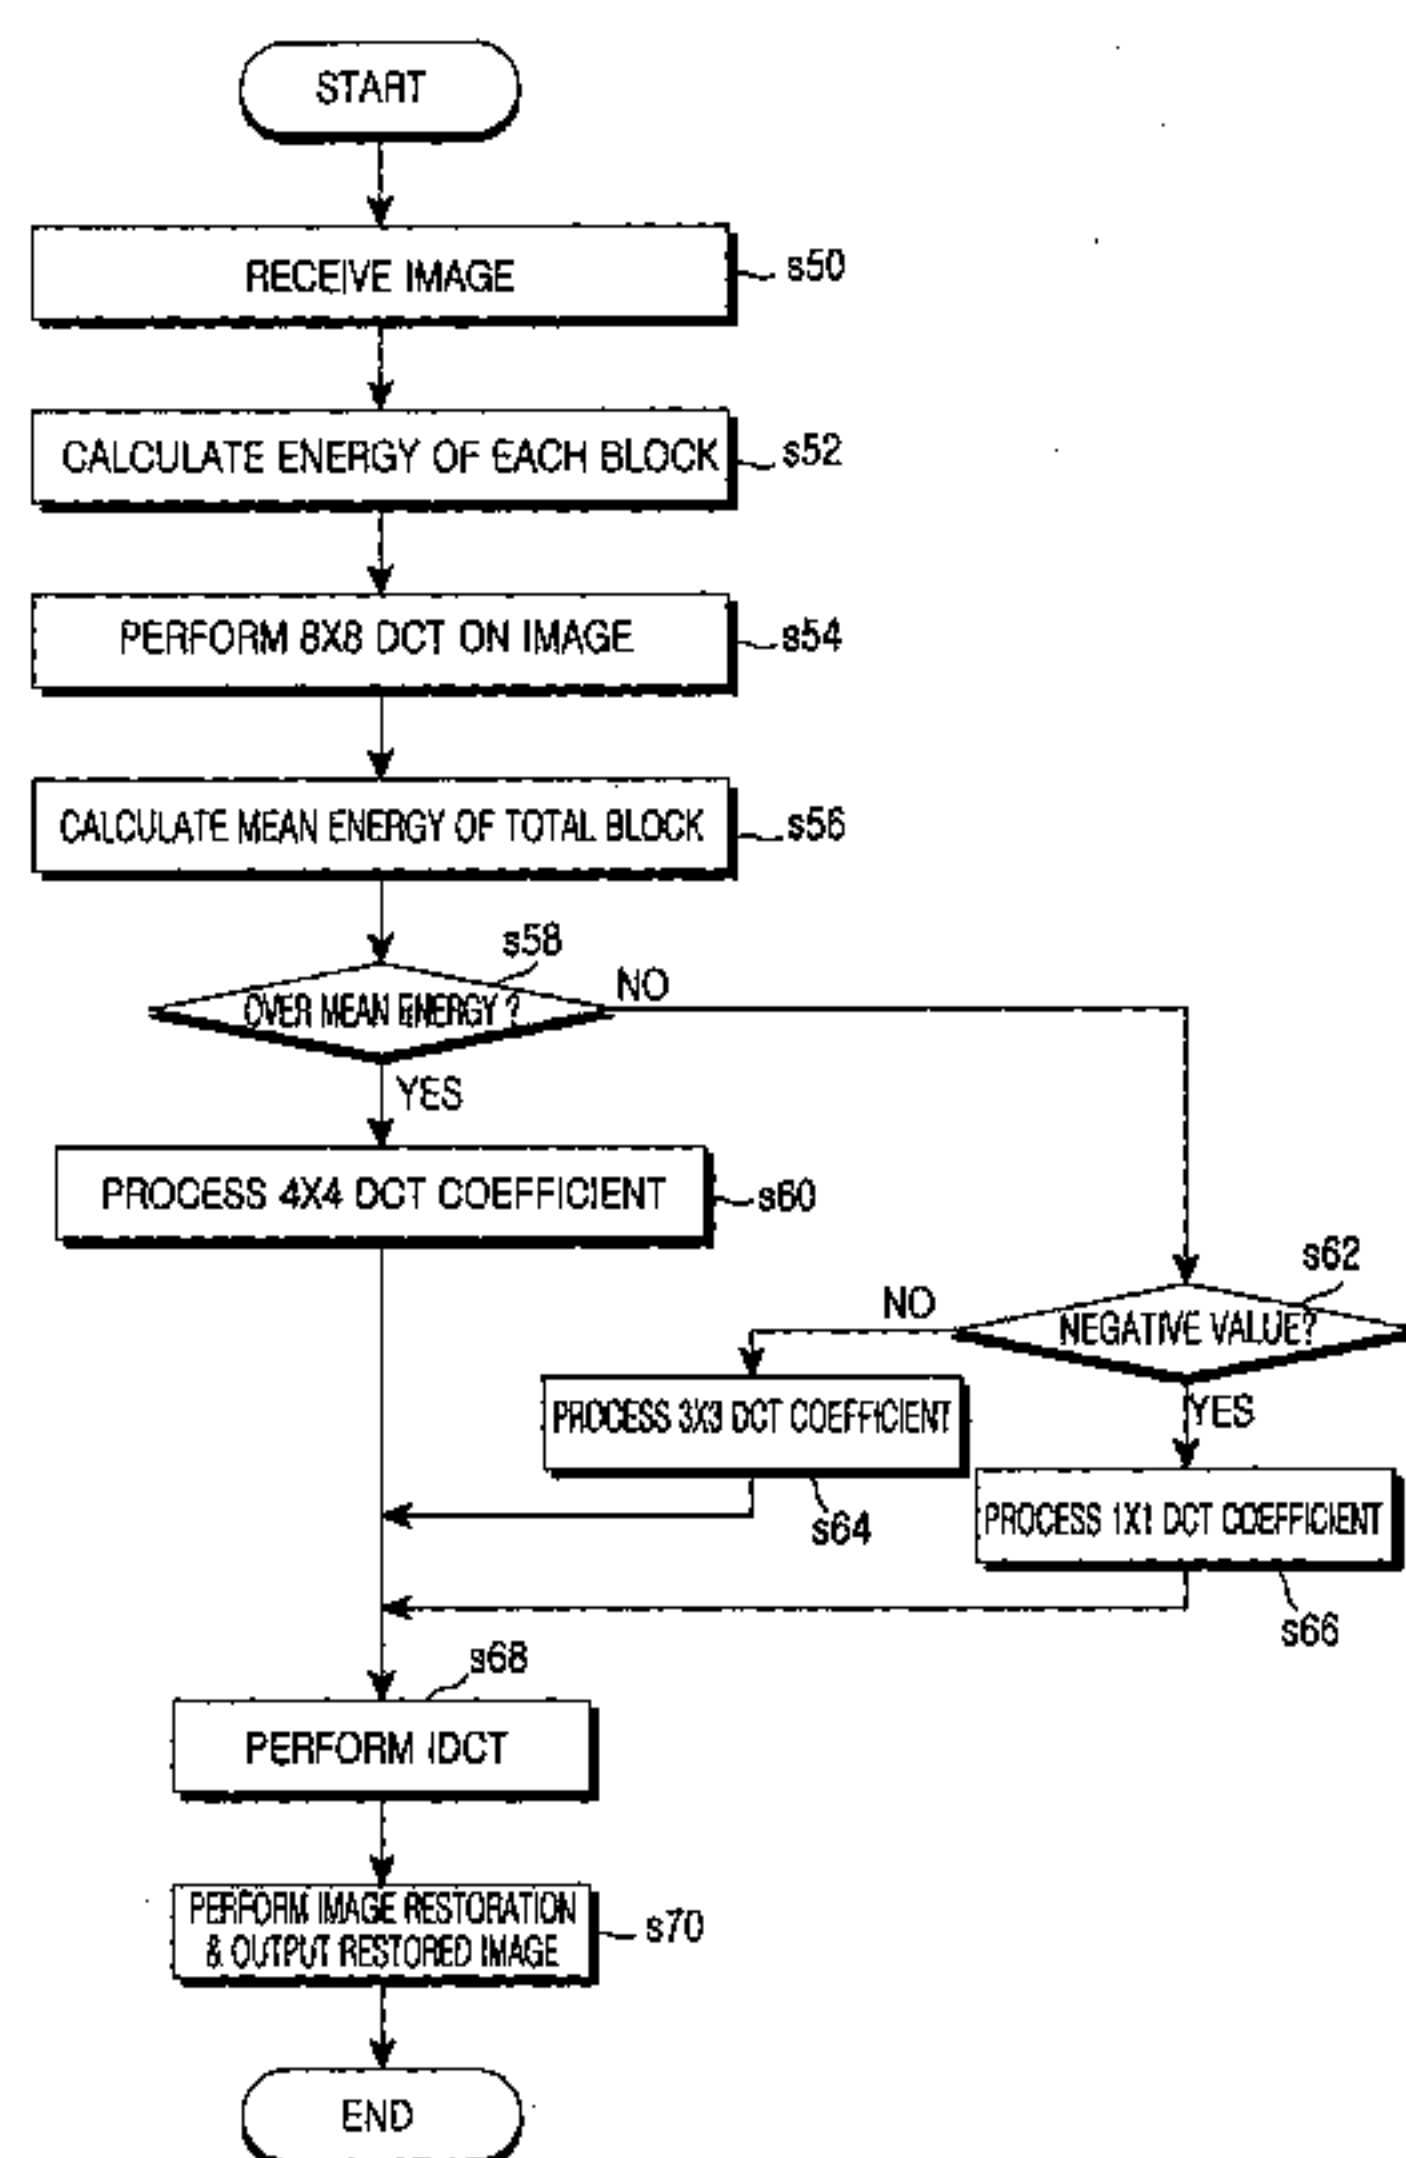 START
RECEIVE IMAGE
s50
CALCULATE ENERGY OF EACH BLOCK
s52
PERFORM 8X8 DCT ON IMAGE
s54
CALCULATE MEAN ENERGY OF TOTAL BLOCK
s56
s58
OVER MEAN ENERGY ?
NO
YES
PROCESS 4X4 DCT COEFFICIENT
s60
s62
NEGATIVE VALUE?
NO
YES
PROCESS 3X3 DCT COEFFICIENT
s64
PROCESS 1X1 DCT COEFFICIENT
s66
s68
PERFORM IDCT
PERFORM IMAGE RESTORATION
& OUTPUT RESTORED IMAGE
s70
END